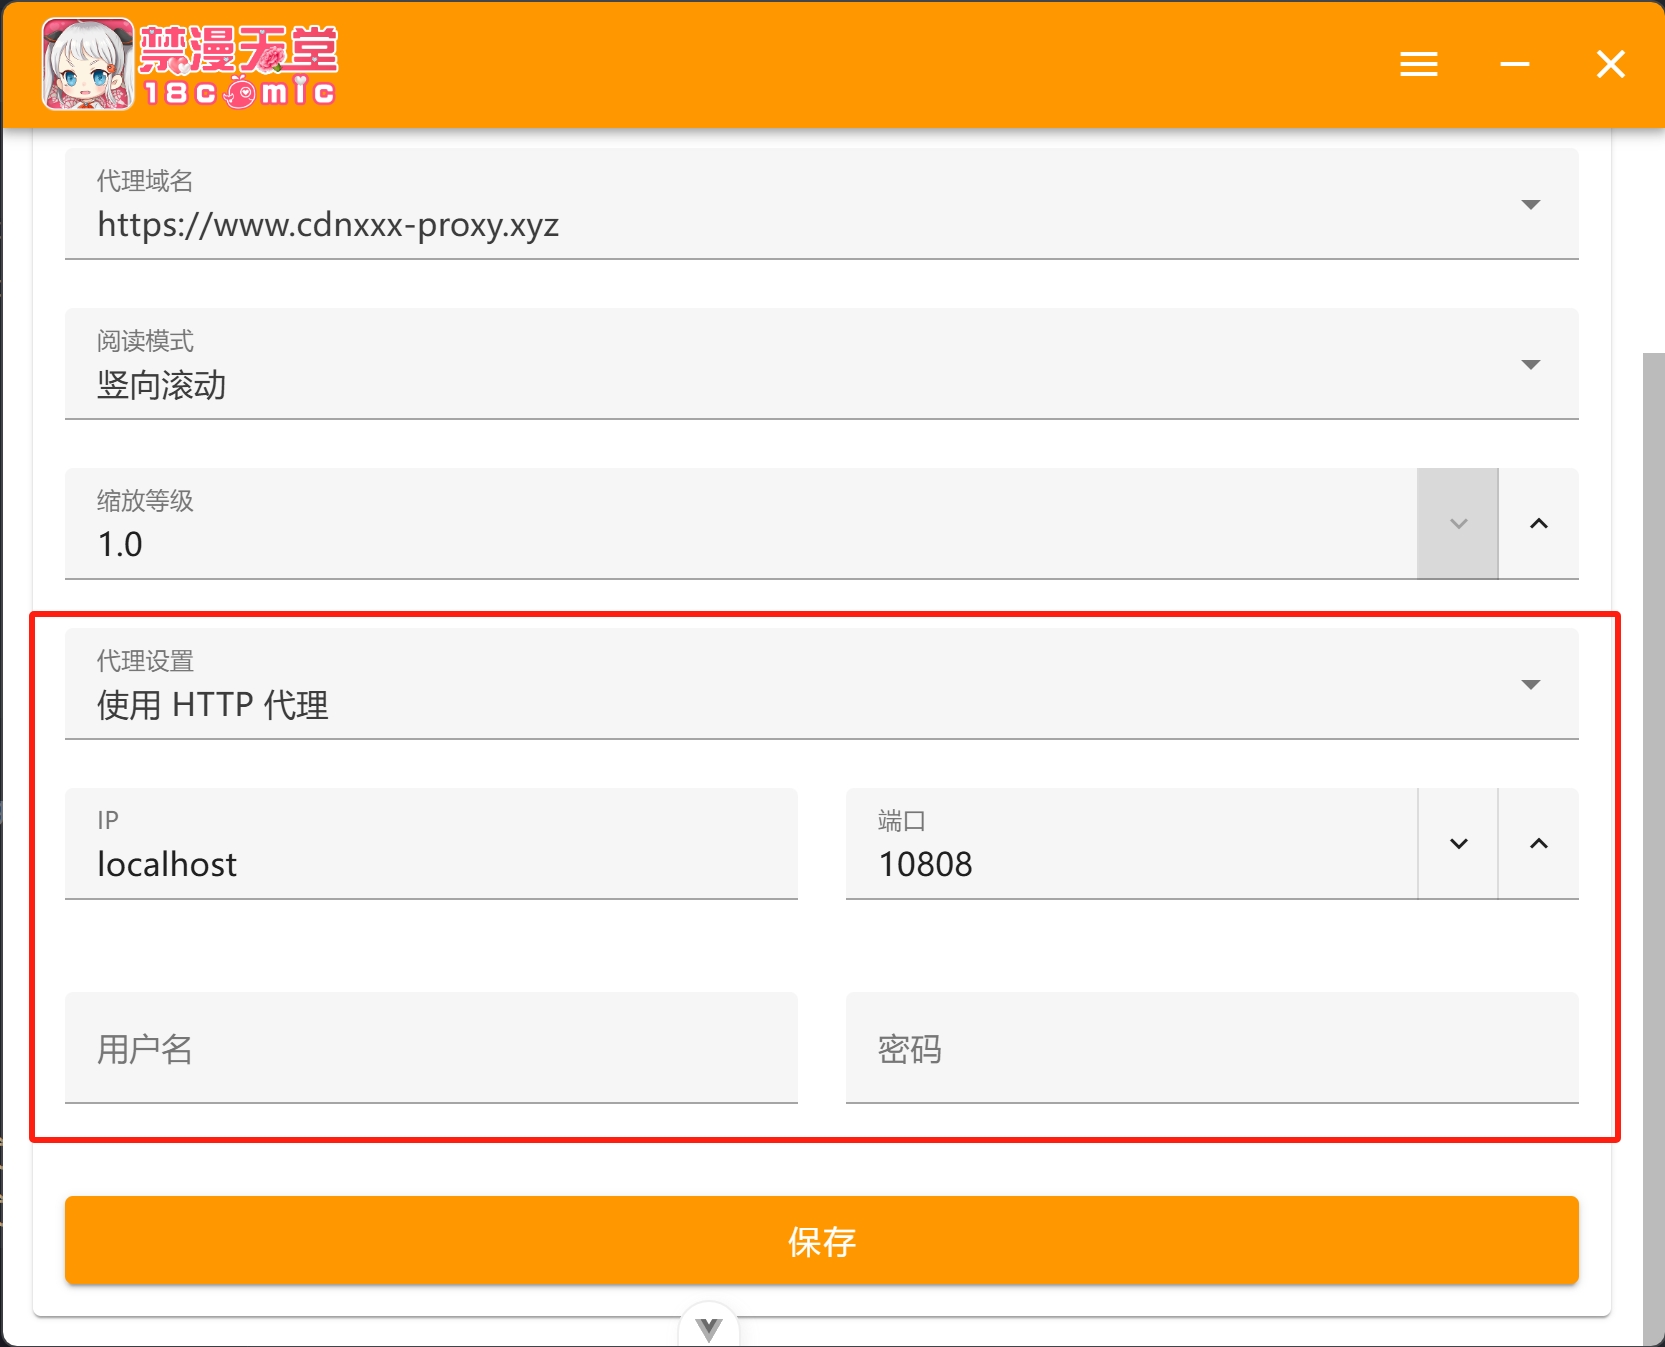 禁漫天堂
18comic
代理域名
https://www.cdnxxx-proxy.xyz
阅读模式
竖向滚动
缩放等级
1.0
代理设置
使用 HTTP 代理
IP
localhost
端口
10808
用户名
密码
保存